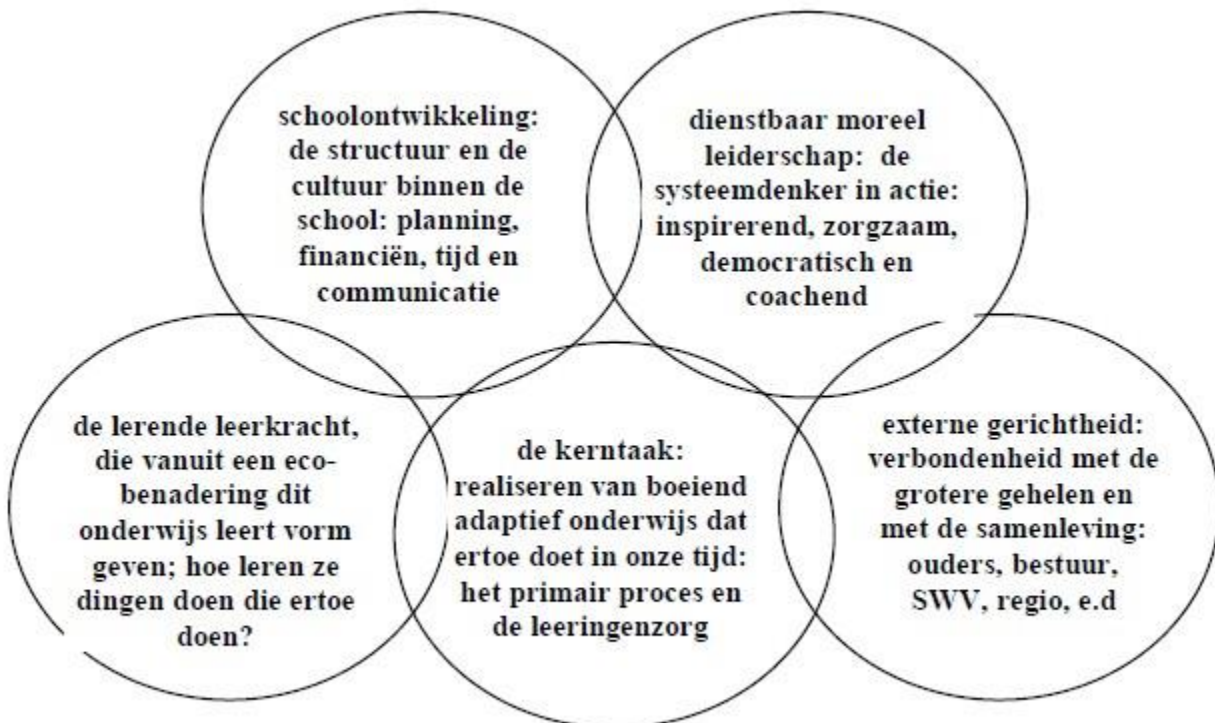 schoolontwikkeling:
de structuur en de
cultuur binnen de
school: planning,
financiën, tijd en
communicatie
dienstbaar moreel
leiderschap: de
systeemdenker in actie:
inspirerend, zorgzaam,
democratisch en
coachend
de lerende leerkracht,
die vanuit een eco-
benadering dit
onderwijs leert vorm
geven; hoe leren ze
dingen doen die ertoe
doen?
de kerntaak:
realiseren van boeiend
adaptief onderwijs dat
ertoe doet in onze tijd:
het primair proces en
de leeringenzorg
externe gerichtheid:
verbondenheid met de
grotere gehelen en
met de samenleving:
ouders, bestuur,
SWV, regio, e.d